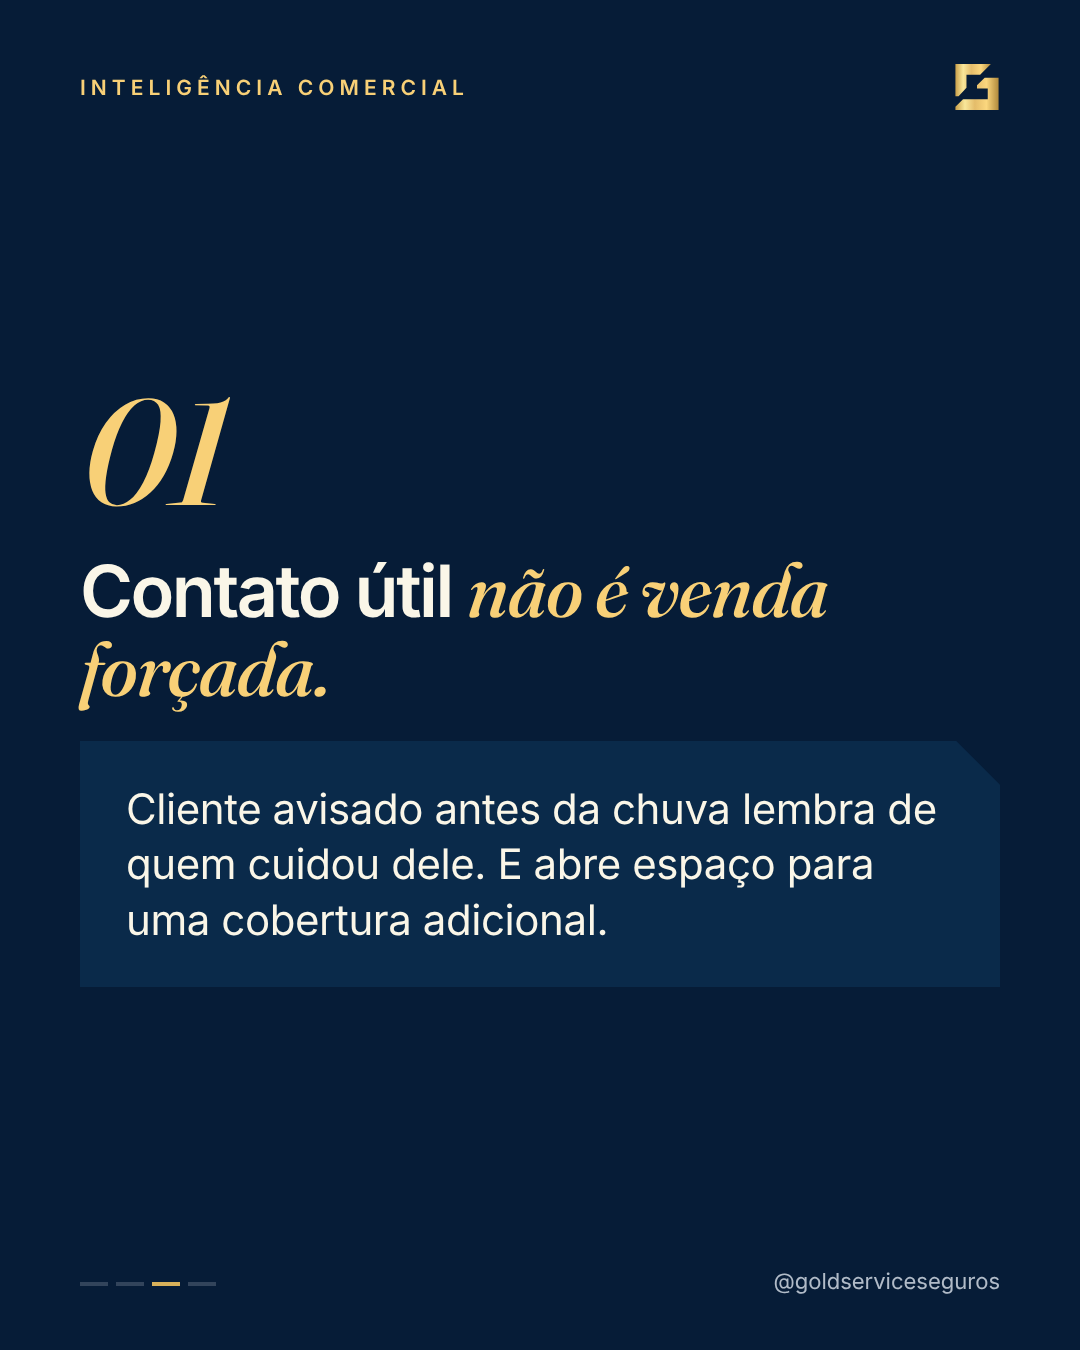 INTELIGÊNCIA COMERCIAL
01
Contato útil não é venda
forçada.
Cliente avisado antes da chuva lembra de
quem cuidou dele. E abre espaço para
uma cobertura adicional.
@goldserviceseguros